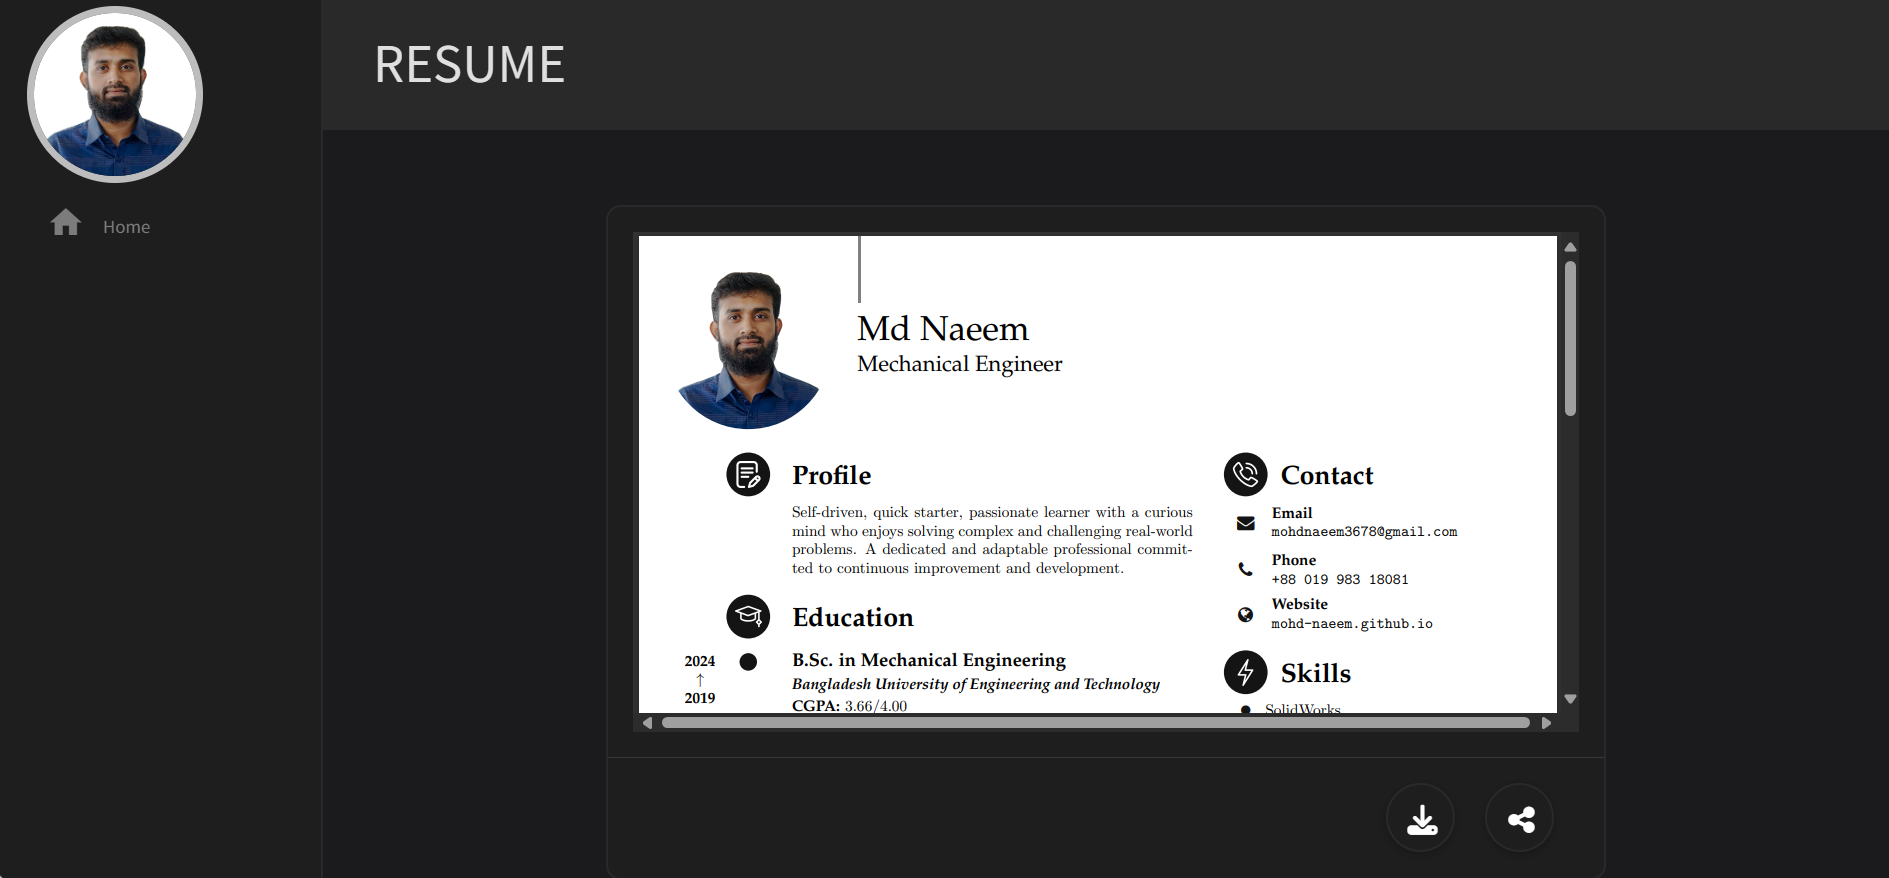 RESUME
Home
Md Naeem
Mechanical Engineer
Profile
Self-driven, quick starter, passionate learner with a curious
mind who enjoys solving complex and challenging real-world
problems. A dedicated and adaptable professional commit-
ted to continuous improvement and development.
Education
2024
↑
2019
B.Sc. in Mechanical Engineering
Bangladesh University of Engineering and Technology
CGPA: 3.66/4.00
Contact
Email
mohdnaeem3678@gmail.com
Phone
+88 019 983 18081
Website
mohd-naeem.github.io
Skills
SolidWorks